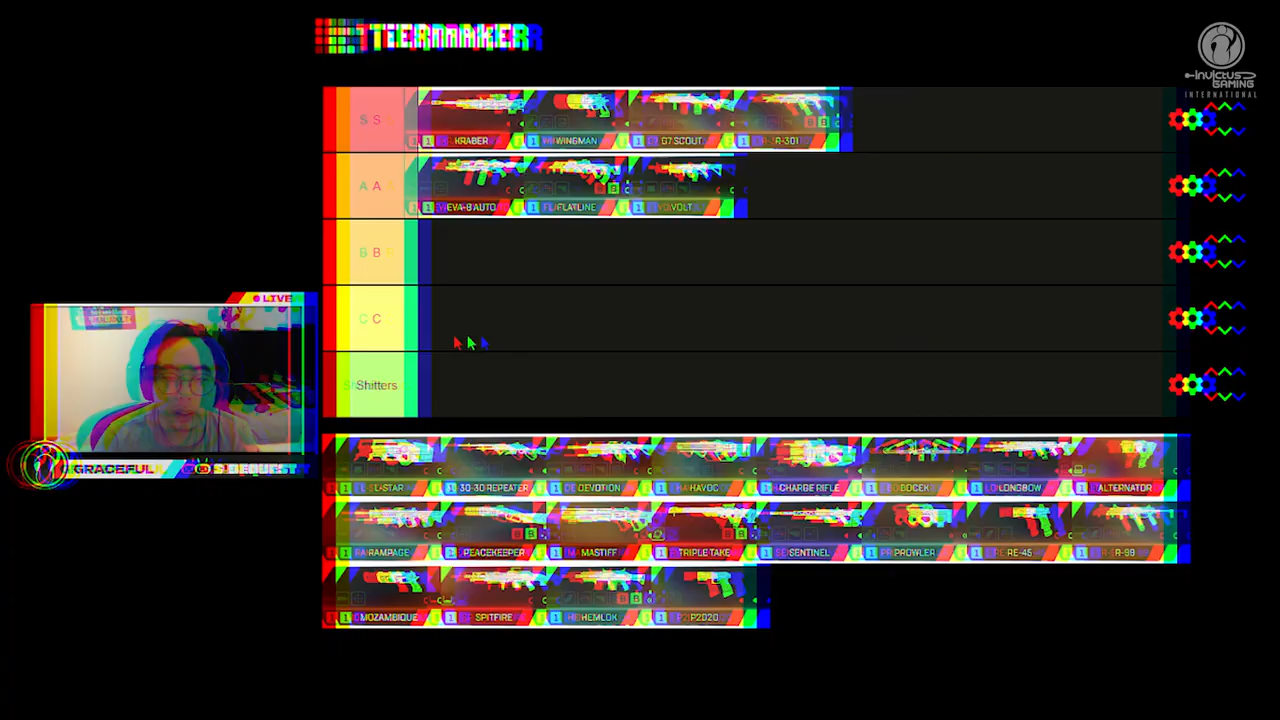 TIERMAKER
INVICTUS
GAMING
INTERNATIONAL
S
KRABER
WINGMAN
G7 SCOUT
R-301
A
EVA-8 AUTO
FLATLINE
VOLT
B
C
Shitters
LIVE
GRACEFUL
SIDEQUEST
L-STAR
30-30 REPEATER
DEVOTION
HAVOC
CHARGE RIFLE
BOCEK
LONGBOW
ALTERNATOR
RAMPAGE
PEACEKEEPER
MASTIFF
TRIPLE TAKE
SENTINEL
PROWLER
RE-45
R-99
MOZAMBIQUE
SPITFIRE
HEMLOK
P2020